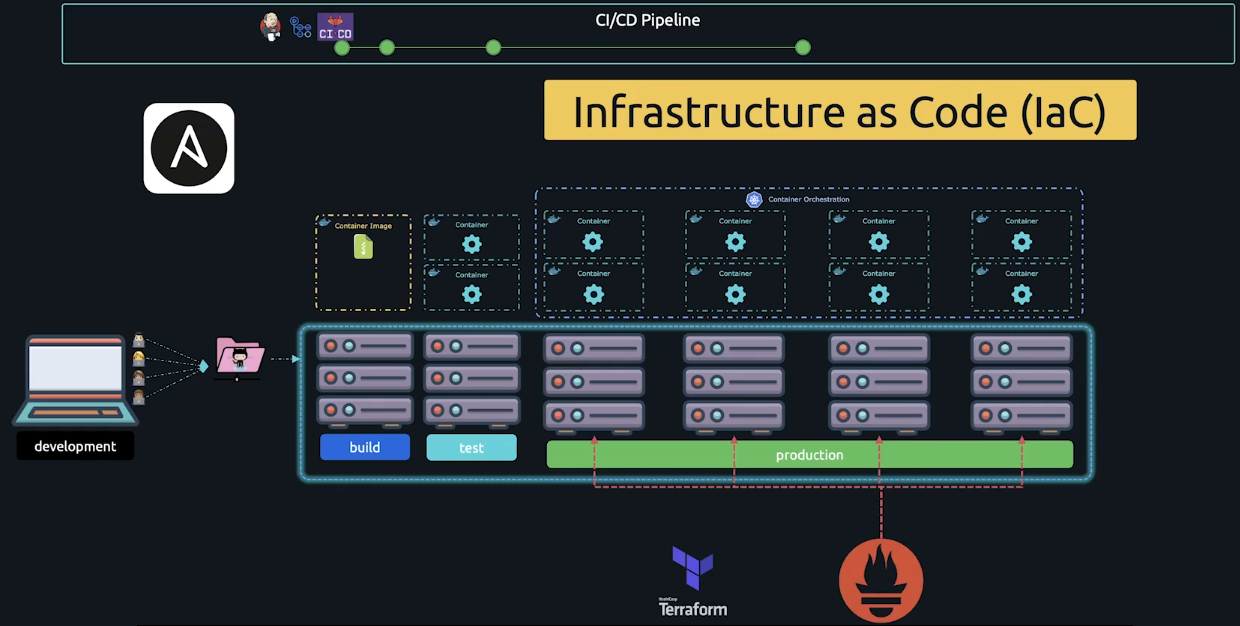 CI/CD Pipeline
CI CD
Infrastructure as Code (IaC)
Container Orchestration
Container Image
Container
Container
Container
Container
Container
Container
Container
Container
Container
Container
development
build
test
production
HashiCorp
Terraform